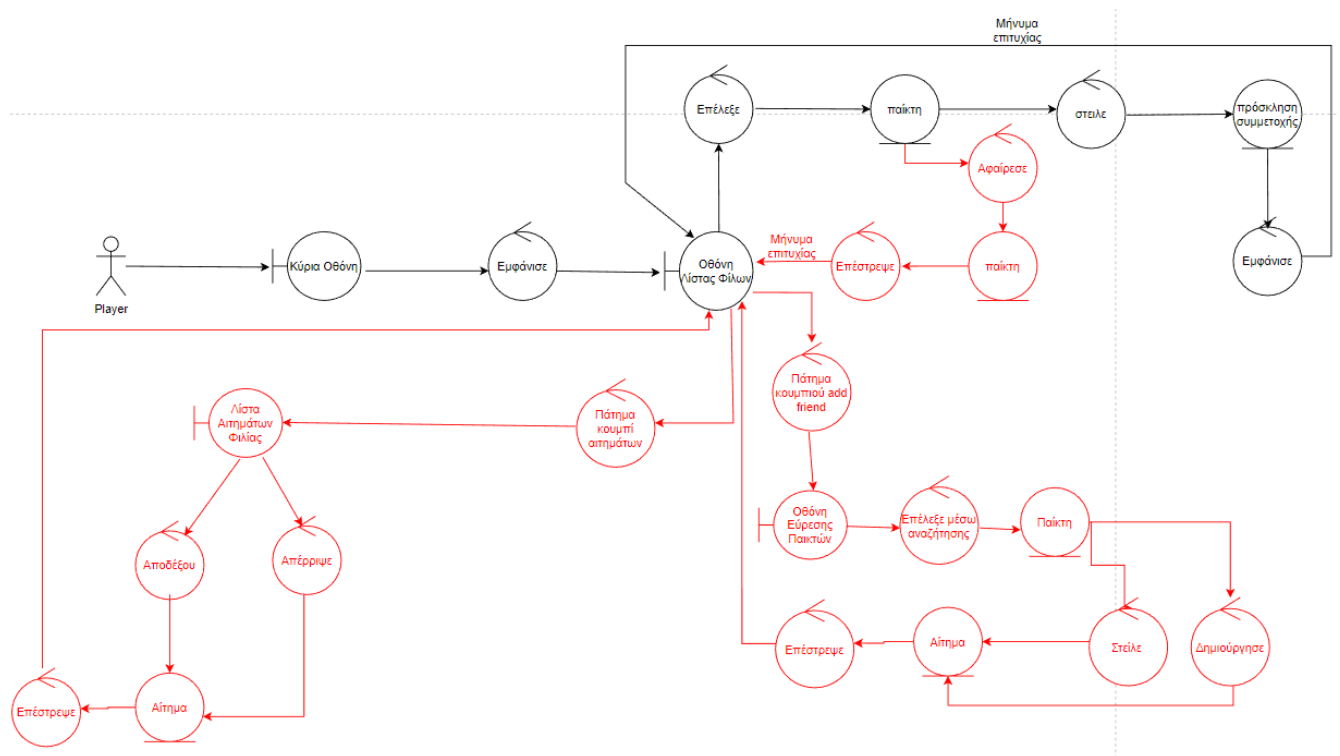 Μήνυμα
επιτυχίας
Επέλεξε
παίκτη
στειλε
πρόσκληση
συμμετοχής
Αφαίρεσε
Player
Κύρια Οθόνη
Εμφάνισε
Οθόνη
Λίστας Φίλων
Μήνυμα
επιτυχίας
Επέστρεψε
παίκτη
Εμφάνισε
Πάτημα
κουμπιού add
friend
Λίστα
Αιτημάτων
Φιλίας
Πάτημα
κουμπί
αιτημάτων
Οθόνη
Εύρεσης
Παικτών
Επέλεξε μέσω
αναζήτησης
Παίκτη
Αποδέξου
Απέρριψε
Επέστρεψε
Αίτημα
Στείλε
Δημιούργησε
Επέστρεψε
Αίτημα